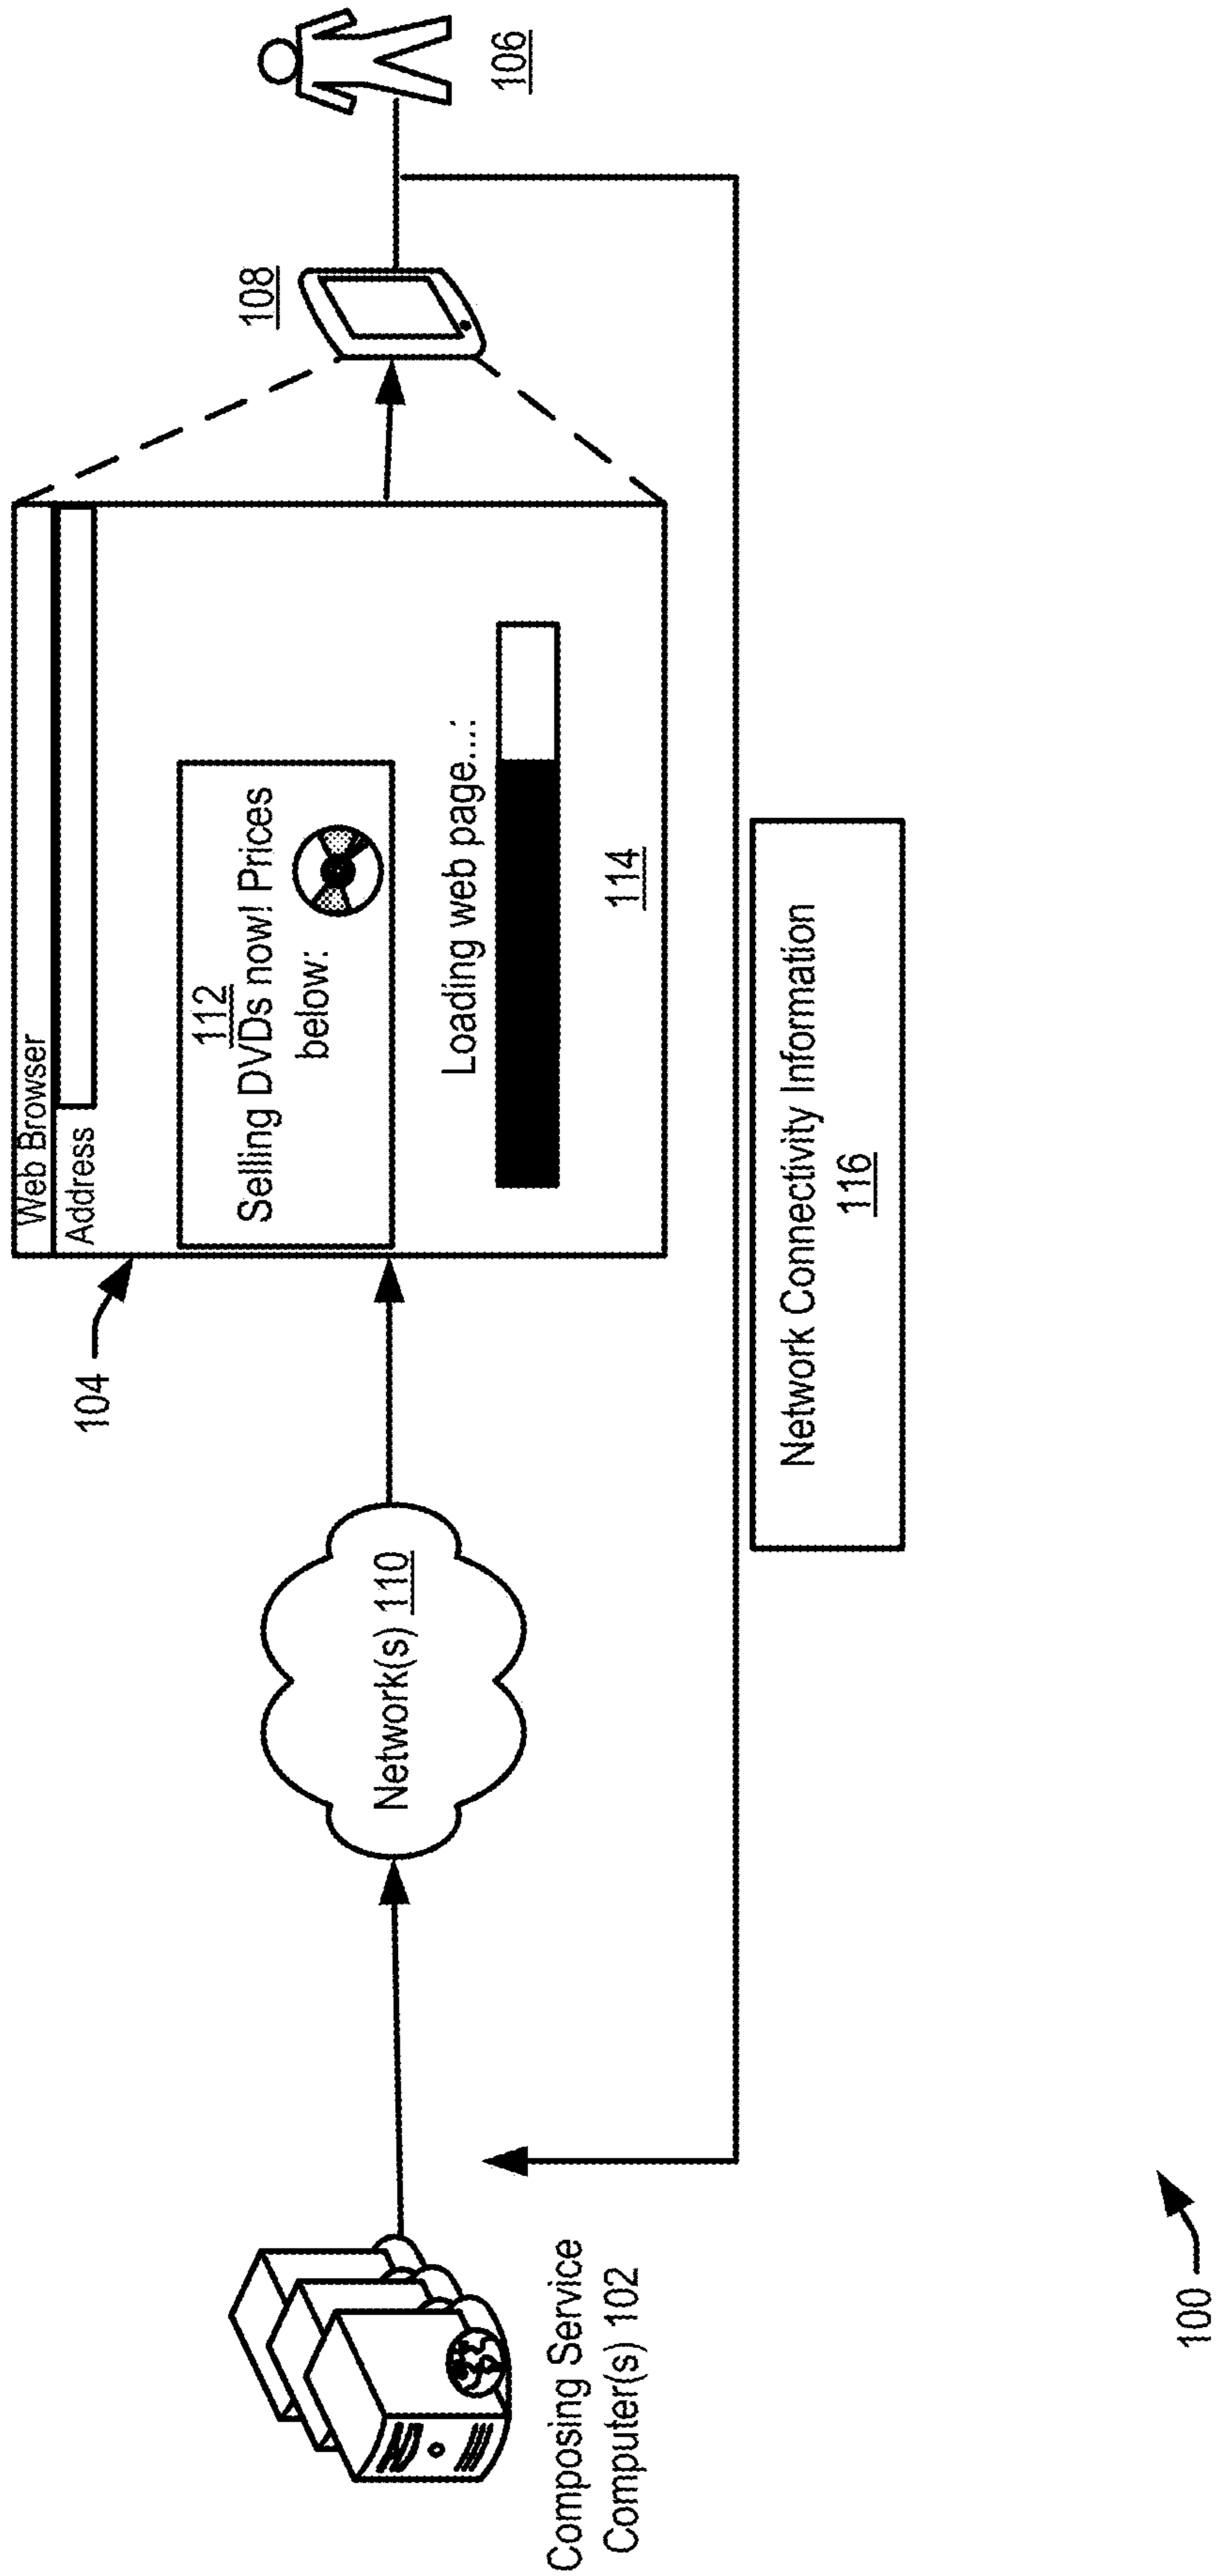 Web Browser
Address
104
112
Selling DVDs now! Prices
below:
Loading web page...:
114
108
106
Network(s) 110
Composing Service
Computer(s) 102
Network Connectivity Information
116
100